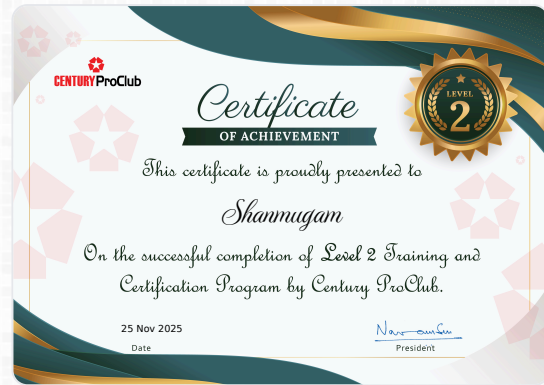 CENTURY ProClub
Certificate
OF ACHIEVEMENT
LEVEL
2
This certificate is proudly presented to
Shanmugam
On the successful completion of Level 2 Training and
Certification Program by Century ProClub.
25 Nov 2025
Date
President